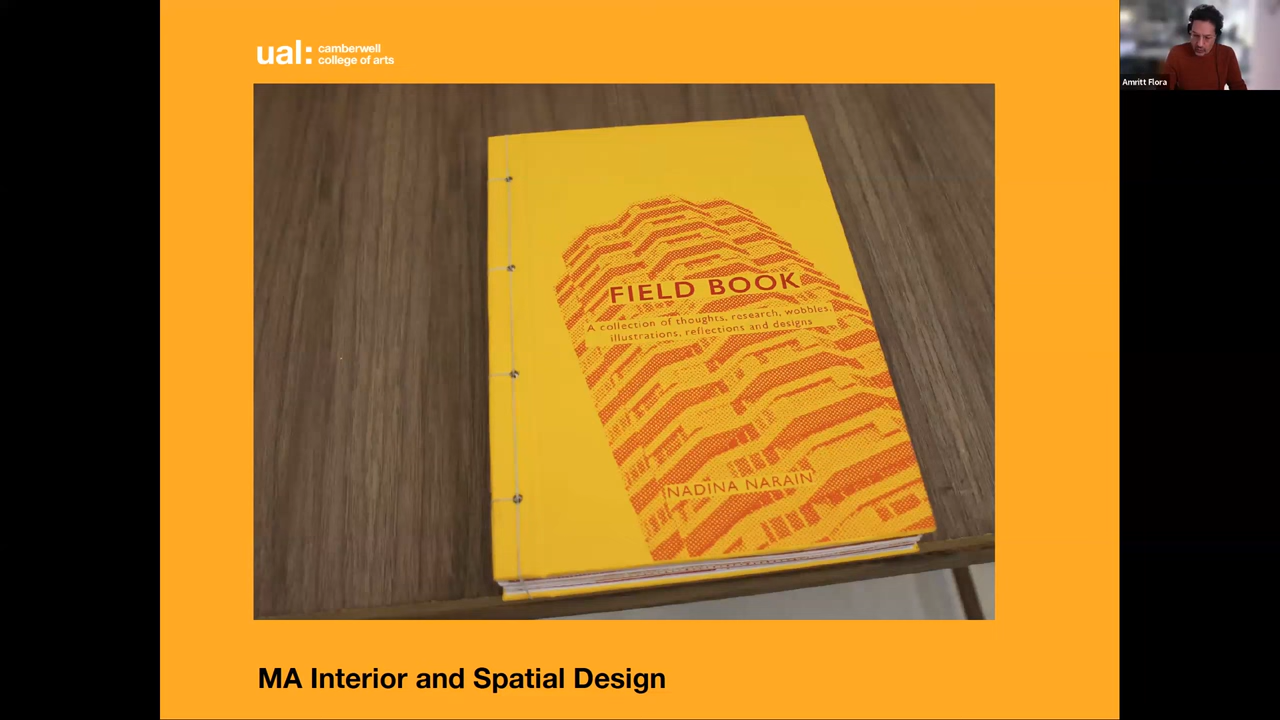 ual:
camberwell
college of arts
Amritt Flora
FIELD BOOK
A collection of thoughts, research, wobbles,
illustrations, reflections and designs
NADINA NARAIN
MA Interior and Spatial Design